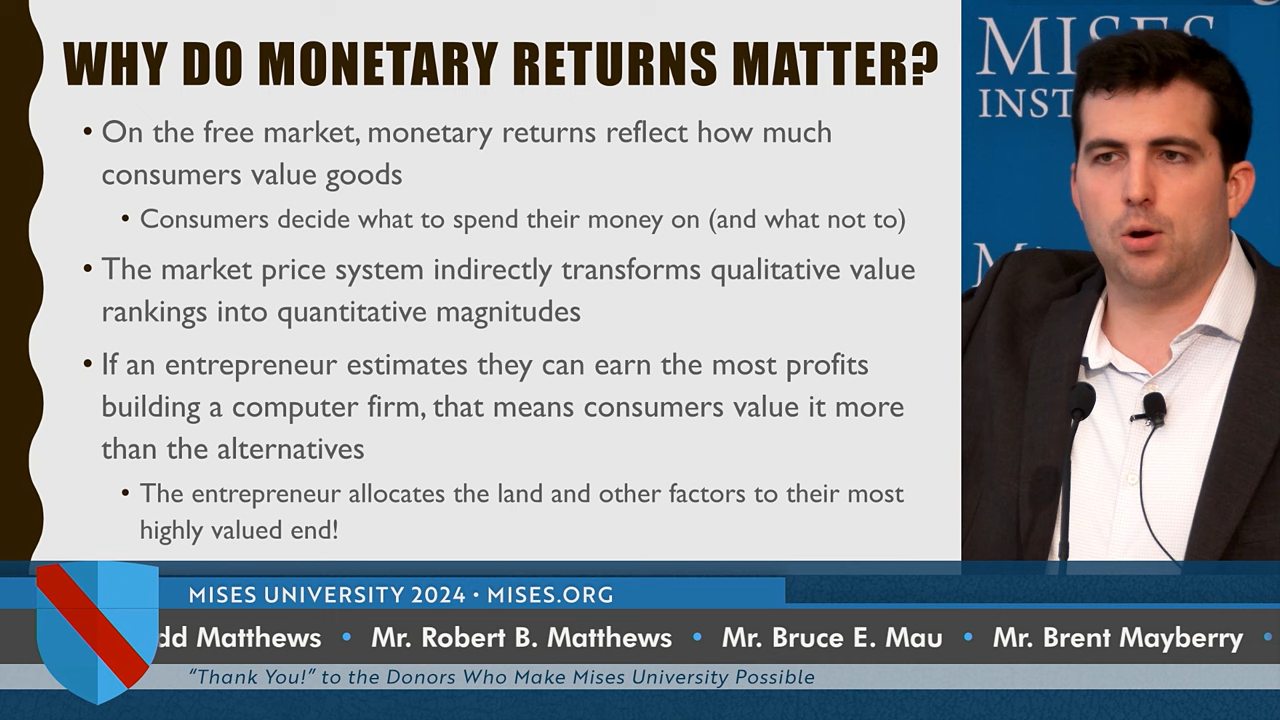 WHY DO MONETARY RETURNS MATTER?
• On the free market, monetary returns reflect how much
consumers value goods
• Consumers decide what to spend their money on (and what not to)
• The market price system indirectly transforms qualitative value
rankings into quantitative magnitudes
• If an entrepreneur estimates they can earn the most profits
building a computer firm, that means consumers value it more
than the alternatives
• The entrepreneur allocates the land and other factors to their most
highly valued end!
MISES
INST
M
MISES UNIVERSITY 2024 • MISES.ORG
dd Matthews • Mr. Robert B. Matthews • Mr. Bruce E. Mau • Mr. Brent Mayberry •
“Thank You!” to the Donors Who Make Mises University Possible